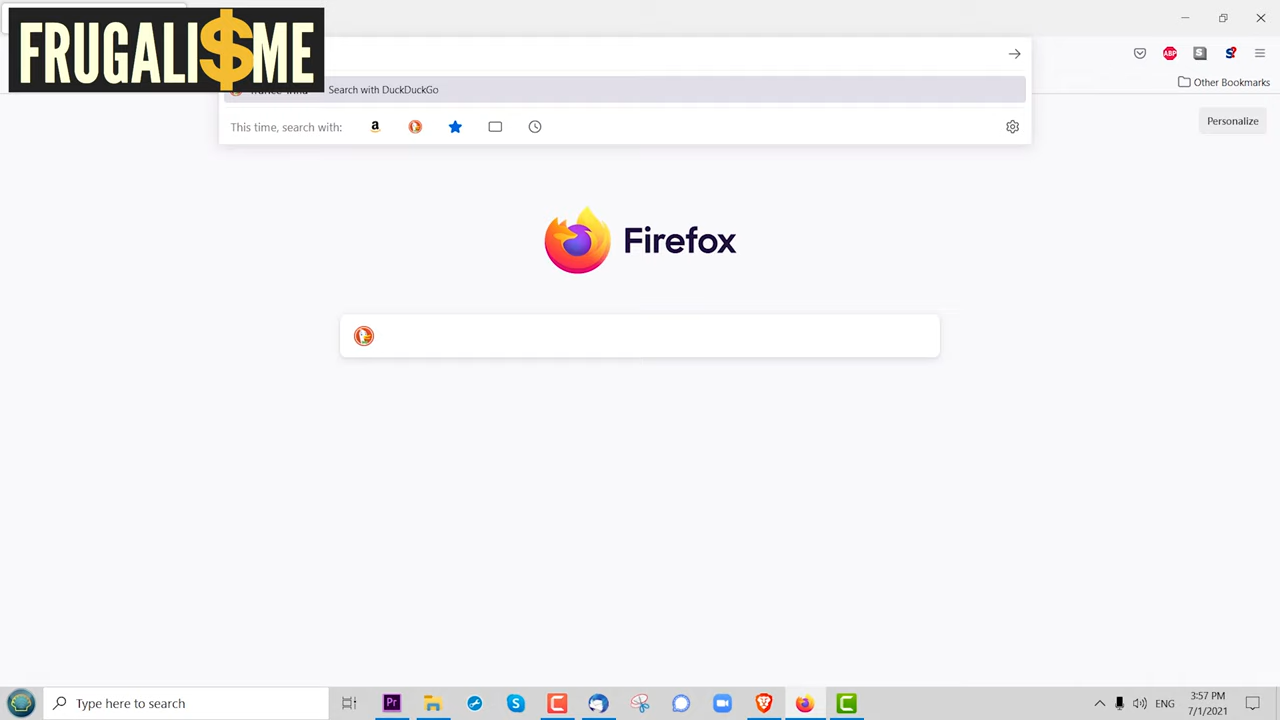 FRUGALI$ME
Search with DuckDuckGo
This time, search with:
Other Bookmarks
Personalize
Firefox
Type here to search
ENG
3:57 PM
7/1/2021